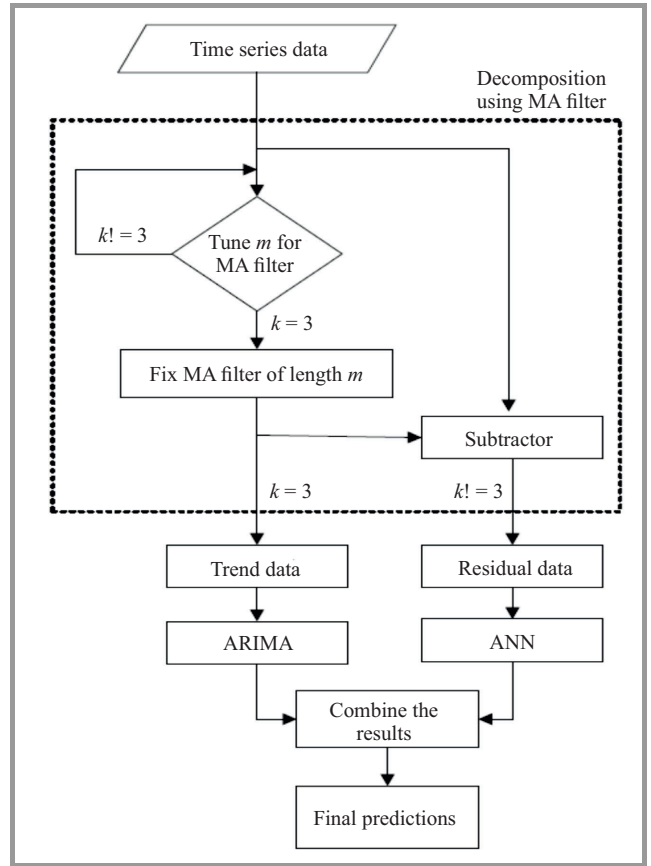 Time series data
Decomposition
using MA filter
k! = 3
Tune m for
MA filter
k = 3
Fix MA filter of length m
Subtractor
k = 3
k! = 3
Trend data
Residual data
ARIMA
ANN
Combine the
results
Final predictions